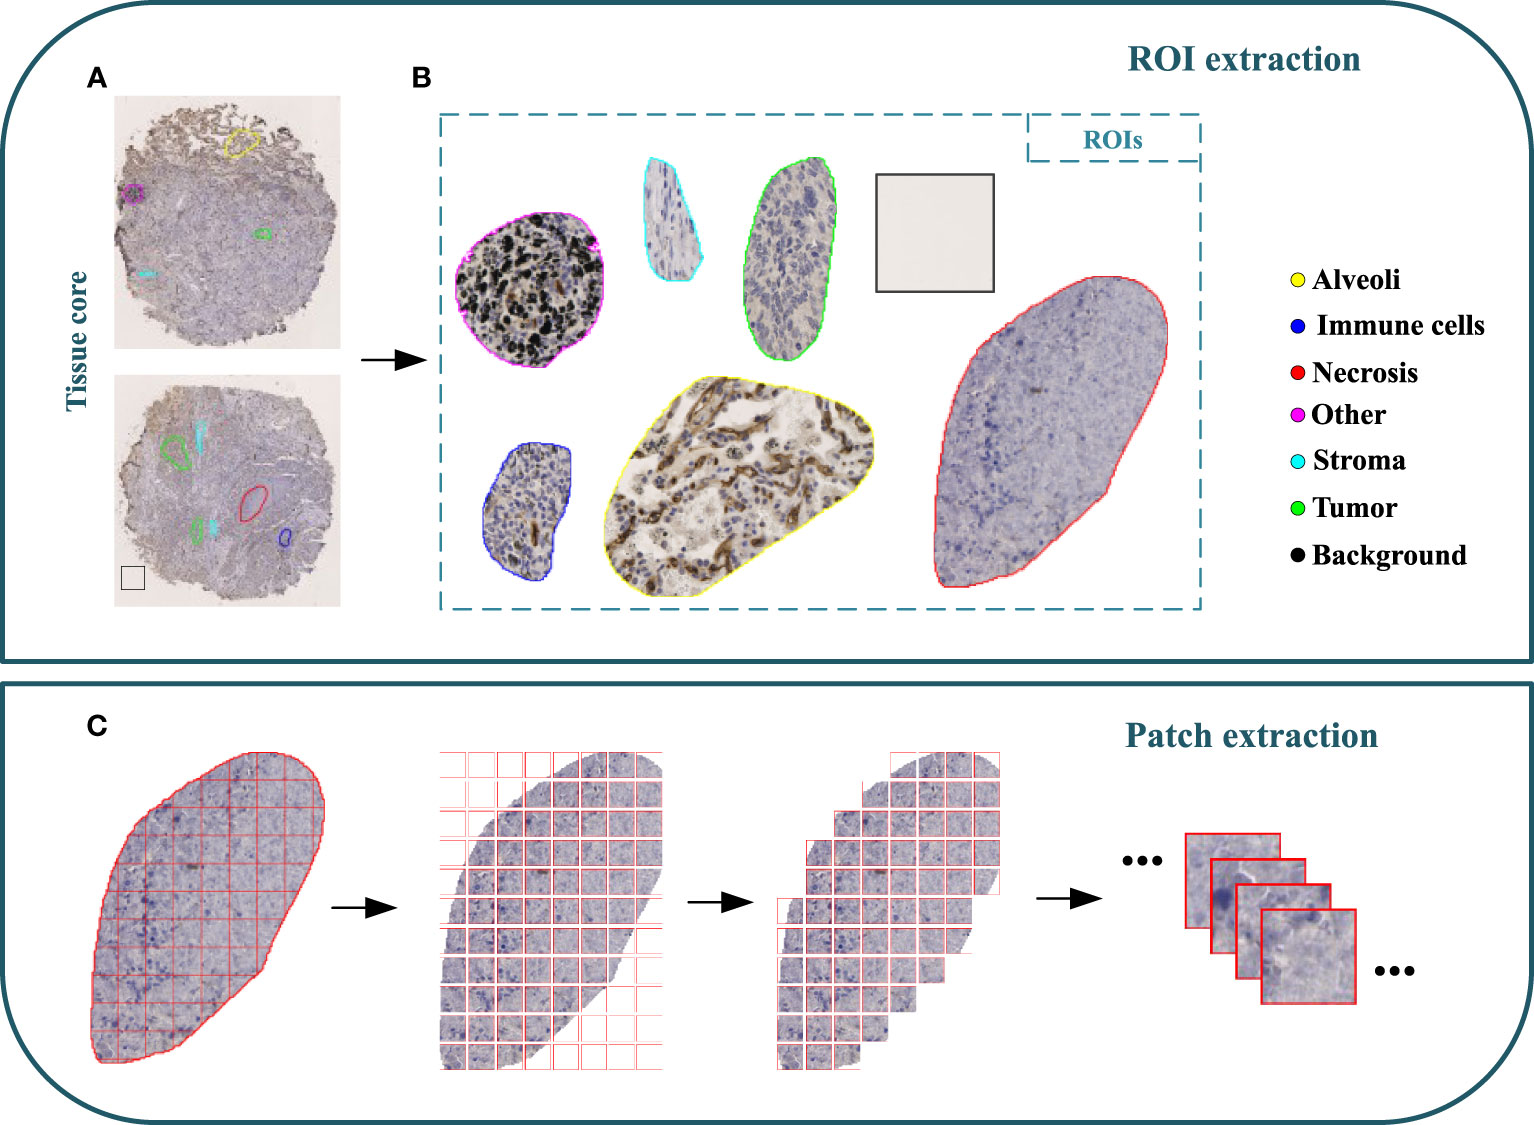 ROI extraction
A
B
Tissue core
ROIs
Alveoli
Immune cells
Necrosis
Other
Stroma
Tumor
Background
C
Patch extraction